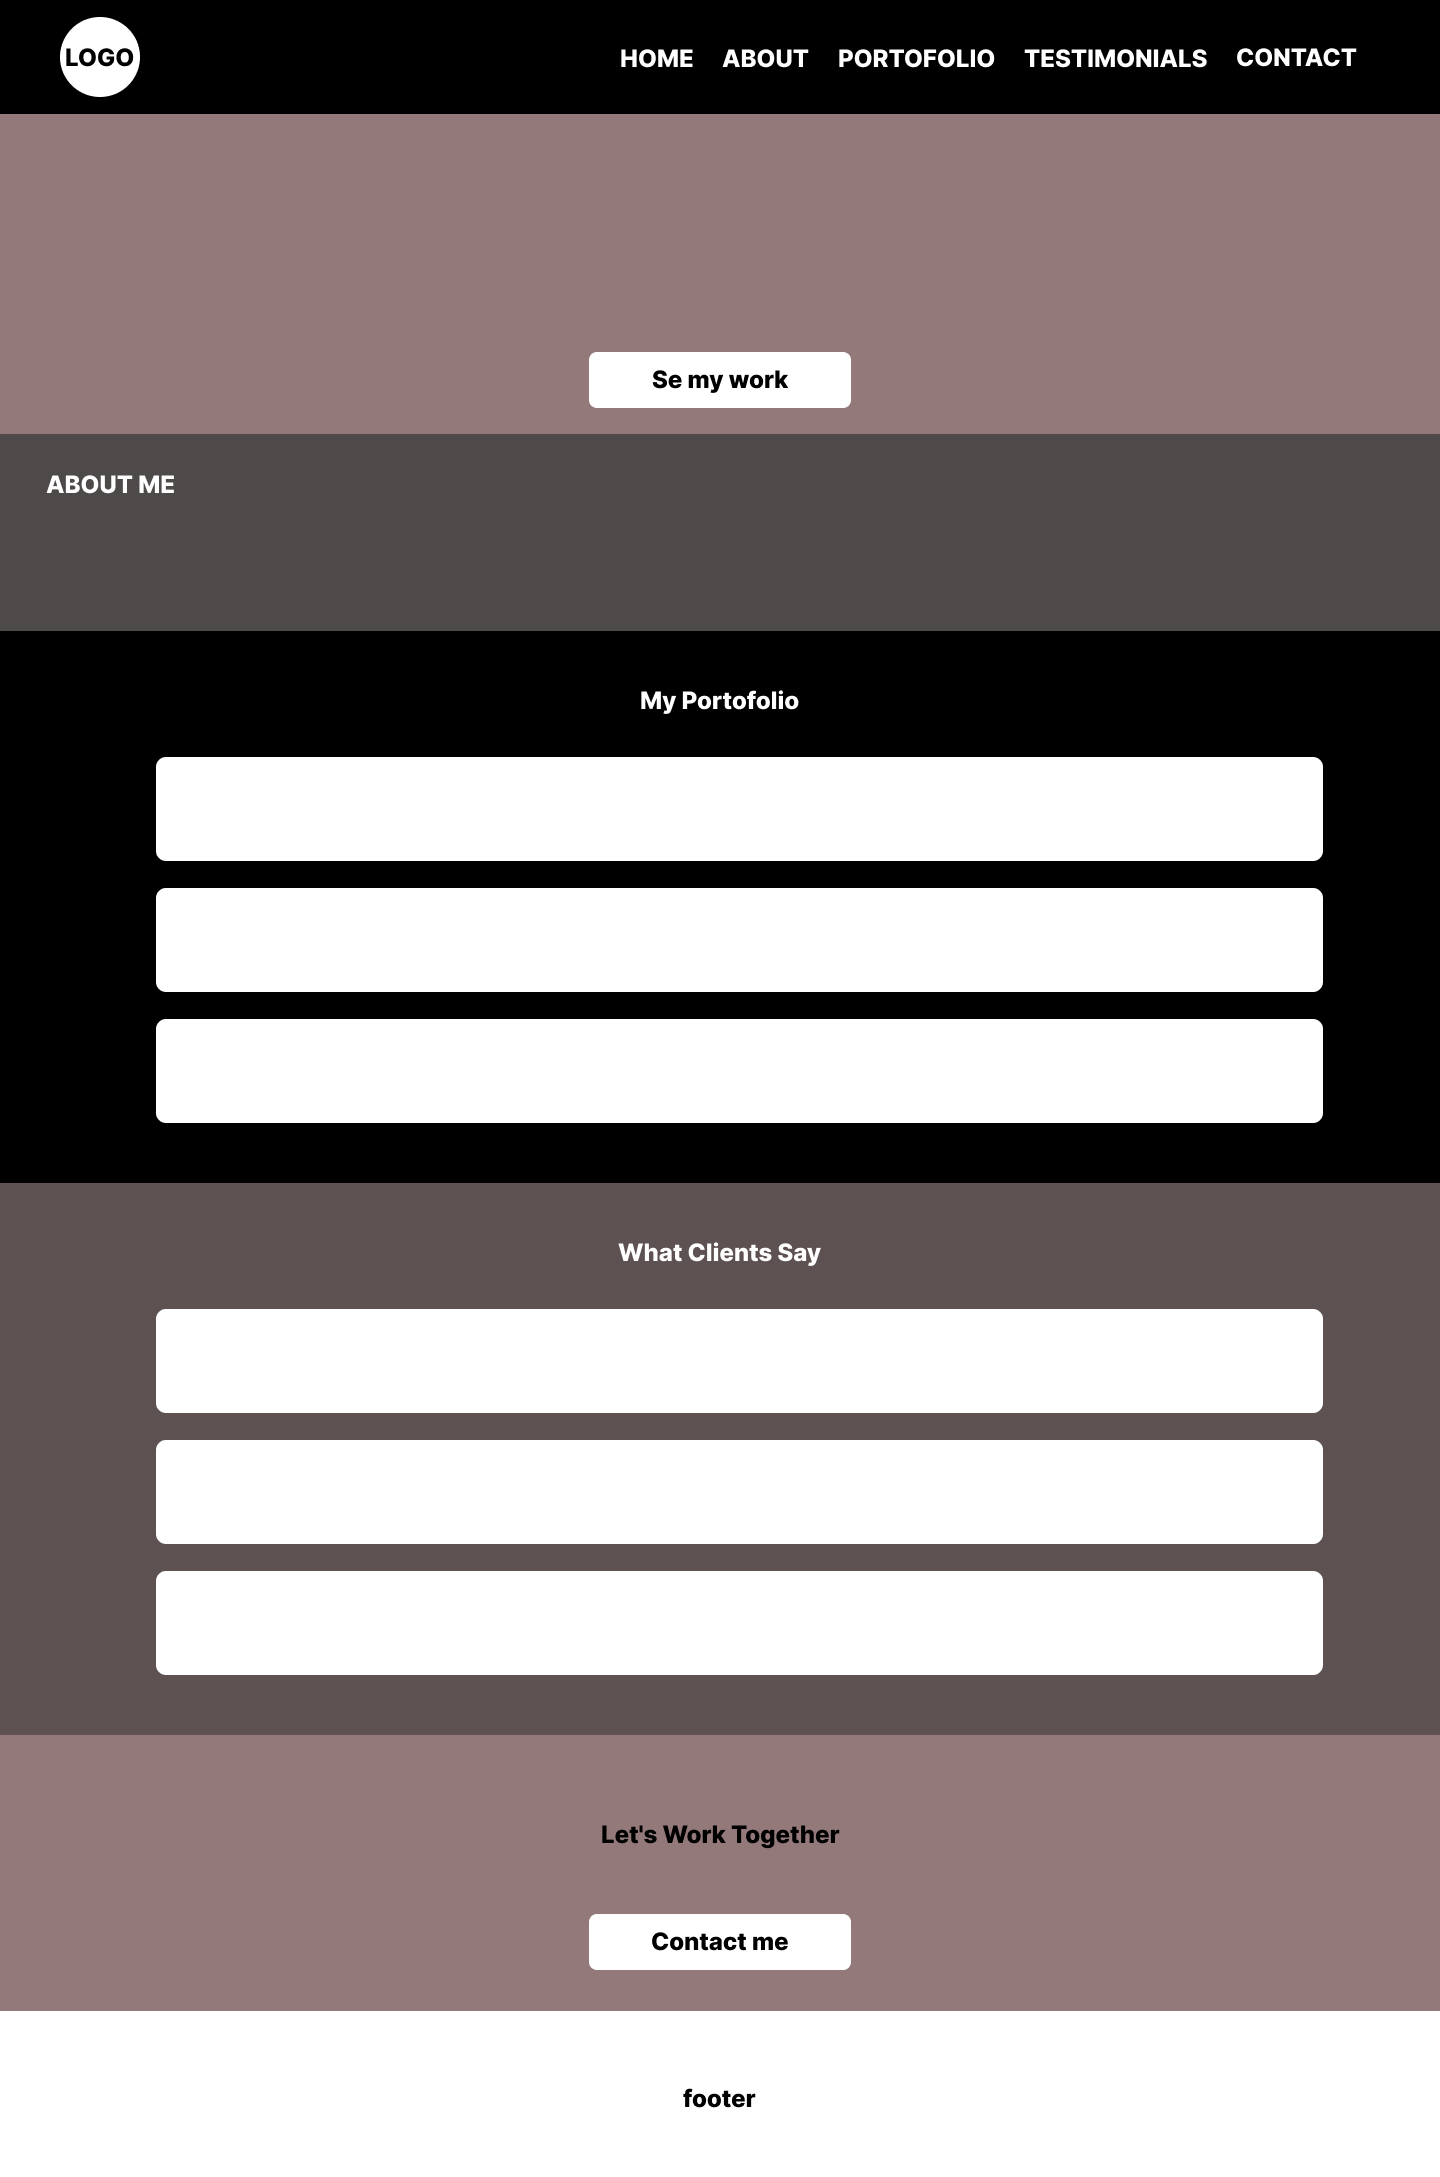 LOGO
HOME ABOUT PORTOFOLIO TESTIMONIALS CONTACT
Se my work
ABOUT ME
My Portofolio
What Clients Say
Let's Work Together
Contact me
footer